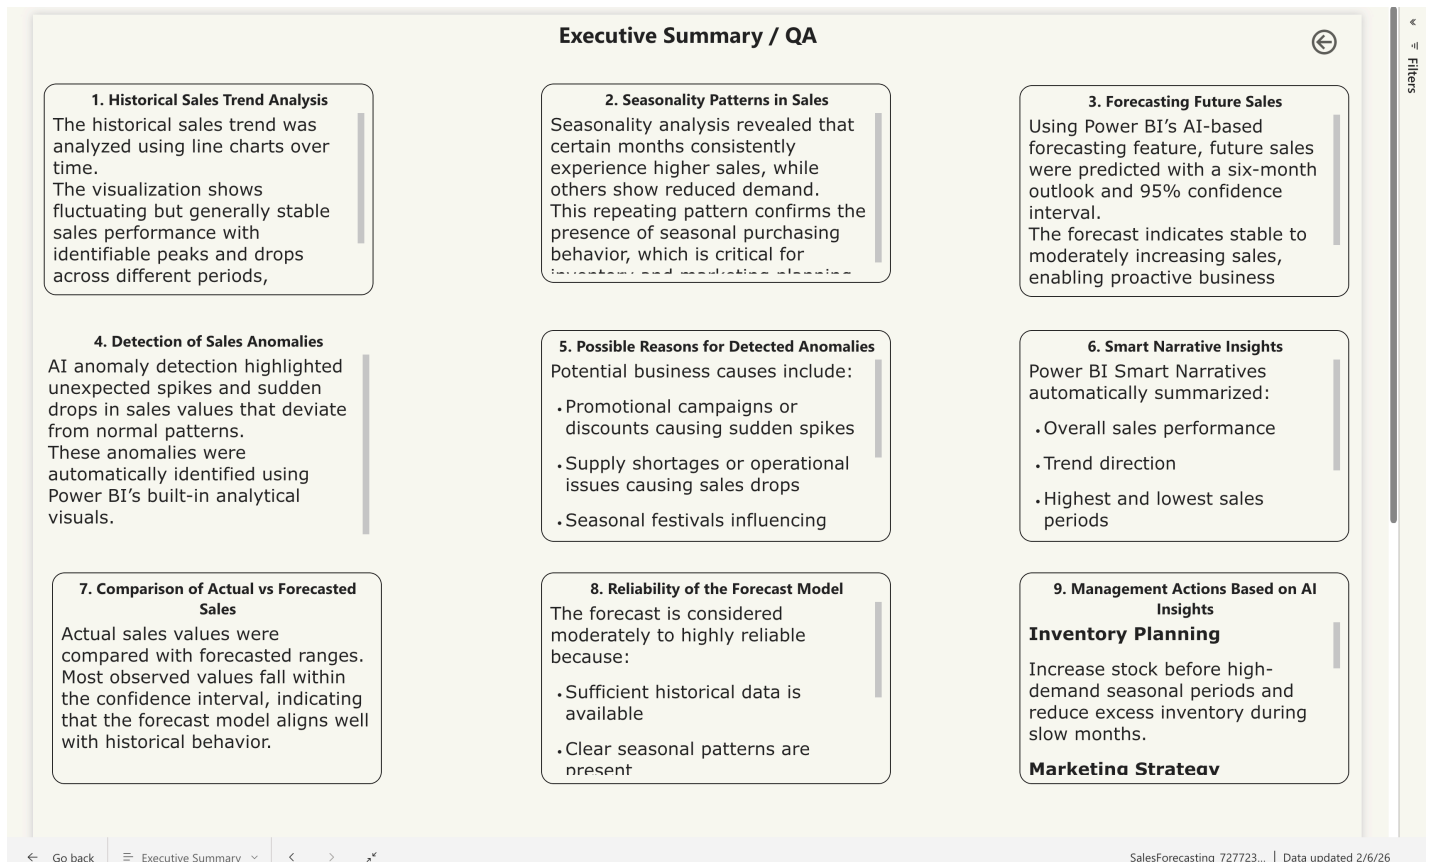 Executive Summary / QA
Filters
1. Historical Sales Trend Analysis
The historical sales trend was
analyzed using line charts over
time.
The visualization shows
fluctuating but generally stable
sales performance with
identifiable peaks and drops
across different periods,
2. Seasonality Patterns in Sales
Seasonality analysis revealed that
certain months consistently
experience higher sales, while
others show reduced demand.
This repeating pattern confirms the
presence of seasonal purchasing
behavior, which is critical for
inventory and marketing planning
3. Forecasting Future Sales
Using Power BI’s AI-based
forecasting feature, future sales
were predicted with a six-month
outlook and 95% confidence
interval.
The forecast indicates stable to
moderately increasing sales,
enabling proactive business
4. Detection of Sales Anomalies
AI anomaly detection highlighted
unexpected spikes and sudden
drops in sales values that deviate
from normal patterns.
These anomalies were
automatically identified using
Power BI’s built-in analytical
visuals.
5. Possible Reasons for Detected Anomalies
Potential business causes include:
• Promotional campaigns or
discounts causing sudden spikes
• Supply shortages or operational
issues causing sales drops
• Seasonal festivals influencing
6. Smart Narrative Insights
Power BI Smart Narratives
automatically summarized:
• Overall sales performance
• Trend direction
• Highest and lowest sales
periods
7. Comparison of Actual vs Forecasted
Sales
Actual sales values were
compared with forecasted ranges.
Most observed values fall within
the confidence interval, indicating
that the forecast model aligns well
with historical behavior.
8. Reliability of the Forecast Model
The forecast is considered
moderately to highly reliable
because:
• Sufficient historical data is
available
• Clear seasonal patterns are
present
9. Management Actions Based on AI
Insights
Inventory Planning
Increase stock before high-
demand seasonal periods and
reduce excess inventory during
slow months.
Marketing Strategy
Go back
Executive Summary
SalesForecasting_727723... | Data updated 2/6/26